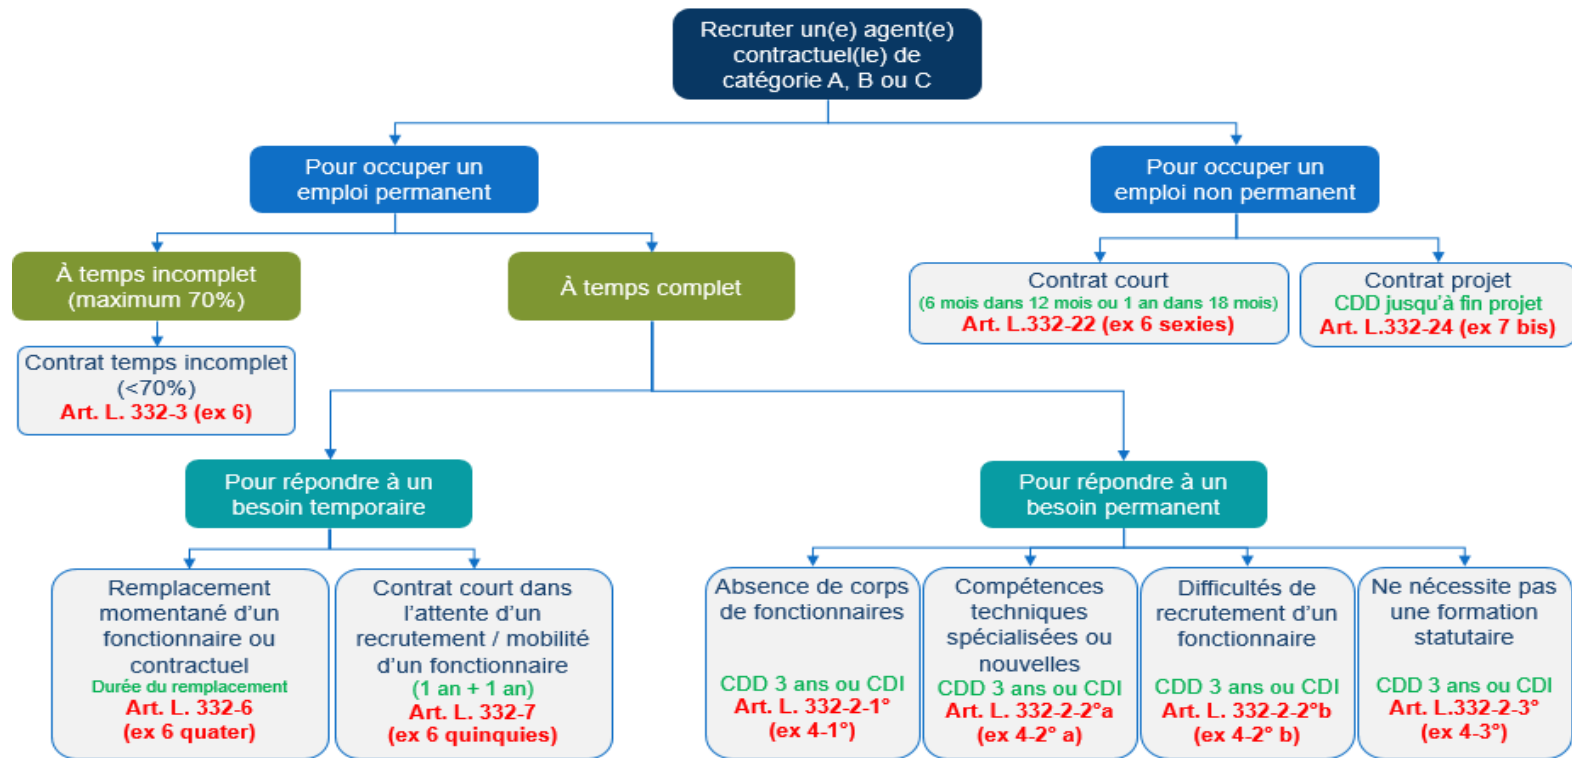 Recruter un(e) agent(e)
contractuel(le) de
catégorie A, B ou C
Pour occuper un
emploi permanent
Pour occuper un
emploi non permanent
À temps incomplet
(maximum 70%)
À temps complet
Contrat court
(6 mois dans 12 mois ou 1 an dans 18 mois)
Art. L.332-22 (ex 6 sexies)
Contrat projet
CDD jusqu'à fin projet
Art. L.332-24 (ex 7 bis)
Contrat temps incomplet
(<70%)
Art. L. 332-3 (ex 6)
Pour répondre à un
besoin temporaire
Pour répondre à un
besoin permanent
Remplacement
momentané d'un
fonctionnaire ou
contractuel
Durée du remplacement
Art. L. 332-6
(ex 6 quater)
Contrat court dans
l'attente d'un
recrutement / mobilité
d'un fonctionnaire
(1 an + 1 an)
Art. L. 332-7
(ex 6 quinquies)
Absence de corps
de fonctionnaires
CDD 3 ans ou CDI
Art. L. 332-2-1°
(ex 4-1°)
Compétences
techniques
spécialisées ou
nouvelles
CDD 3 ans ou CDI
Art. L. 332-2-2°a
(ex 4-2° a)
Difficultés de
recrutement d'un
fonctionnaire
CDD 3 ans ou CDI
Art. L. 332-2-2°b
(ex 4-2° b)
Ne nécessite pas
une formation
statutaire
CDD 3 ans ou CDI
Art. L.332-2-3°
(ex 4-3°)